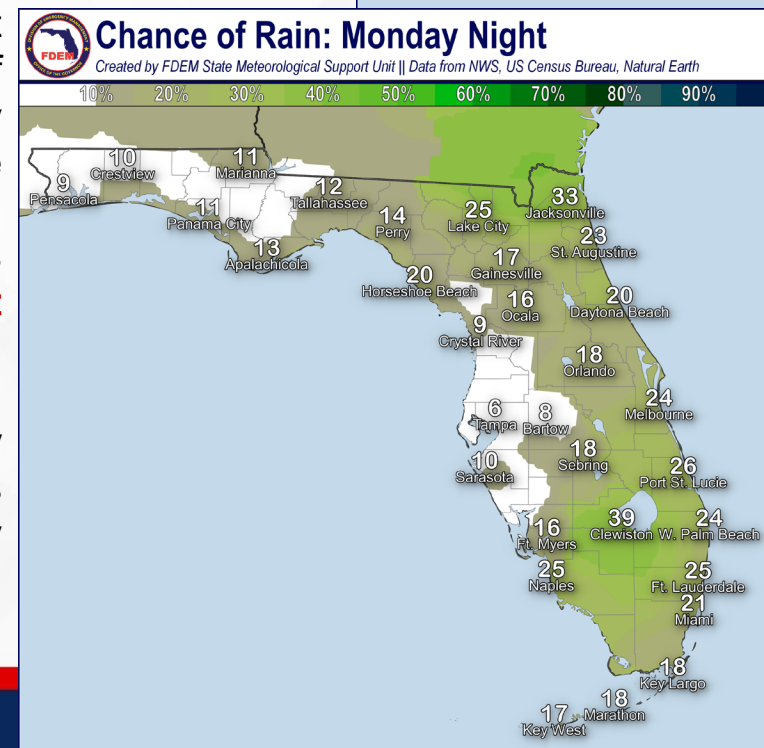 Chance of Rain: Monday Night
Created by FDEM State Meteorological Support Unit || Data from NWS, US Census Bureau, Natural Earth
FDEM
10% 20% 30% 40% 50% 60% 70% 80% 90%
10
Crestview
11
Marianna
9
Pensacola
12
Tallahassee
33
Jacksonville
11
Panama City
14
Perry
25
Lake City
23
St. Augustine
13
Apalachicola
17
Gainesville
20
Horseshoe Beach
16
Ocala
20
Daytona Beach
9
Crystal River
18
Orlando
24
Melbourne
6
Tampa
8
Bartow
18
Sebring
10
Sarasota
26
Port St. Lucie
16
Ft. Myers
39
Clewiston
24
W. Palm Beach
25
Naples
25
Ft. Lauderdale
21
Miami
18
Key Largo
18
Marathon
17
Key West